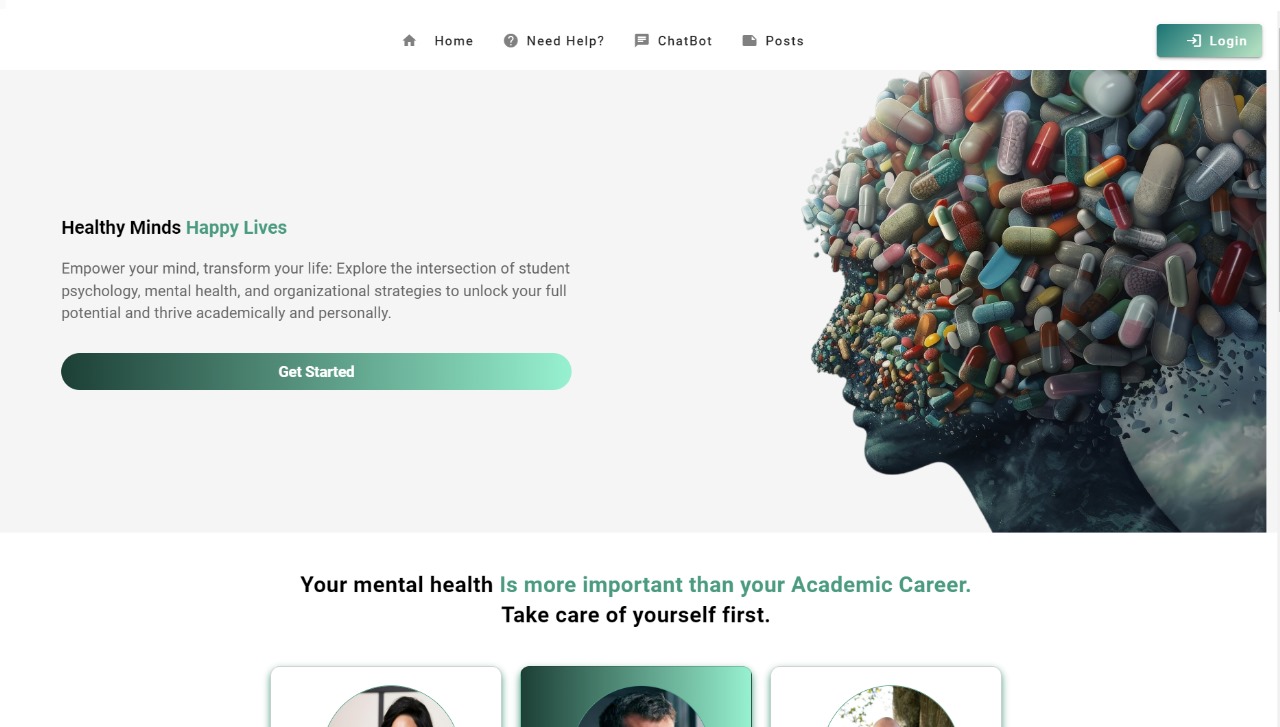 Home Need Help? ChatBot Posts Login
Healthy Minds Happy Lives
Empower your mind, transform your life: Explore the intersection of student
psychology, mental health, and organizational strategies to unlock your full
potential and thrive academically and personally.
Get Started
Your mental health Is more important than your Academic Career.
Take care of yourself first.